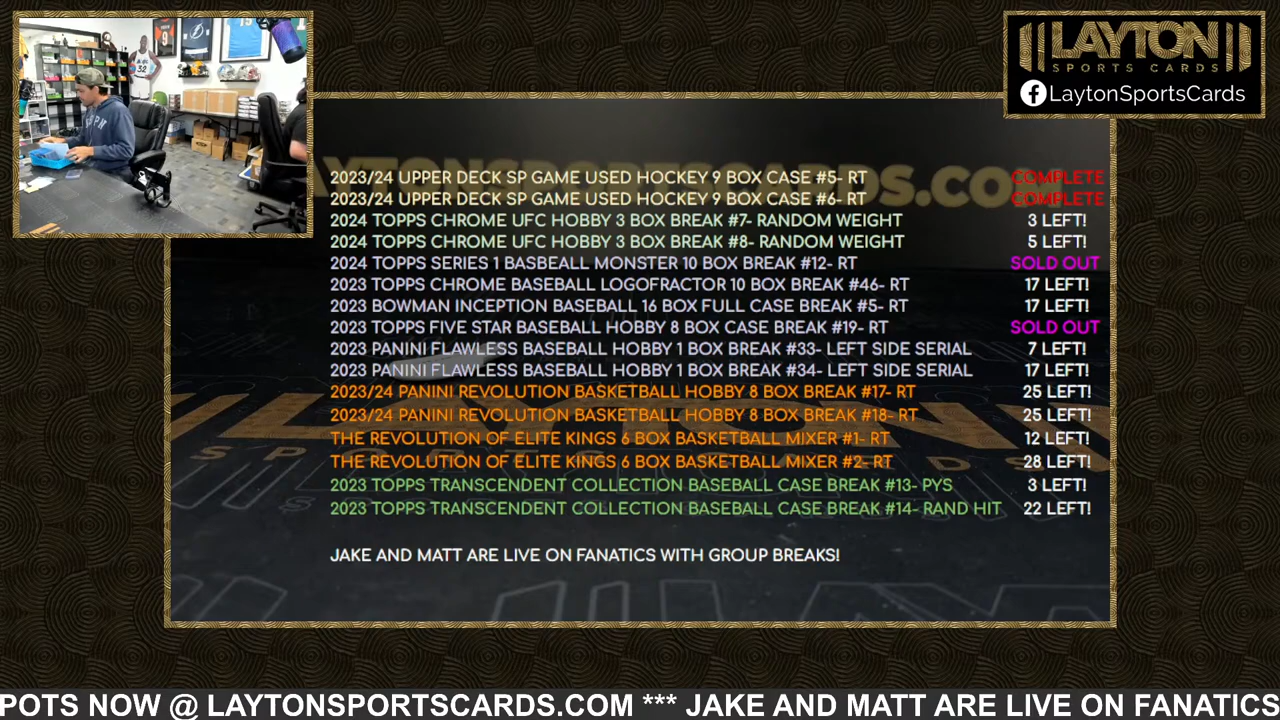 LAYTON
SPORTS CARDS
LaytonSportsCards
LAYTONSPORTSCARDS.COM
2023/24 UPPER DECK SP GAME USED HOCKEY 9 BOX CASE #5- RT COMPLETE
2023/24 UPPER DECK SP GAME USED HOCKEY 9 BOX CASE #6- RT COMPLETE
2024 TOPPS CHROME UFC HOBBY 3 BOX BREAK #7- RANDOM WEIGHT 3 LEFT!
2024 TOPPS CHROME UFC HOBBY 3 BOX BREAK #8- RANDOM WEIGHT 5 LEFT!
2024 TOPPS SERIES 1 BASBEALL MONSTER 10 BOX BREAK #12- RT SOLD OUT
2023 TOPPS CHROME BASEBALL LOGOFRACTOR 10 BOX BREAK #46- RT 17 LEFT!
2023 BOWMAN INCEPTION BASEBALL 16 BOX FULL CASE BREAK #5- RT 17 LEFT!
2023 TOPPS FIVE STAR BASEBALL HOBBY 8 BOX CASE BREAK #19- RT SOLD OUT
2023 PANINI FLAWLESS BASEBALL HOBBY 1 BOX BREAK #33- LEFT SIDE SERIAL 7 LEFT!
2023 PANINI FLAWLESS BASEBALL HOBBY 1 BOX BREAK #34- LEFT SIDE SERIAL 17 LEFT!
2023/24 PANINI REVOLUTION BASKETBALL HOBBY 8 BOX BREAK #17- RT 25 LEFT!
2023/24 PANINI REVOLUTION BASKETBALL HOBBY 8 BOX BREAK #18- RT 25 LEFT!
THE REVOLUTION OF ELITE KINGS 6 BOX BASKETBALL MIXER #1- RT 12 LEFT!
THE REVOLUTION OF ELITE KINGS 6 BOX BASKETBALL MIXER #2- RT 28 LEFT!
2023 TOPPS TRANSCENDENT COLLECTION BASEBALL CASE BREAK #13- PYS 3 LEFT!
2023 TOPPS TRANSCENDENT COLLECTION BASEBALL CASE BREAK #14- RAND HIT 22 LEFT!
JAKE AND MATT ARE LIVE ON FANATICS WITH GROUP BREAKS!
POTS NOW @ LAYTONSPORTSCARDS.COM *** JAKE AND MATT ARE LIVE ON FANATICS